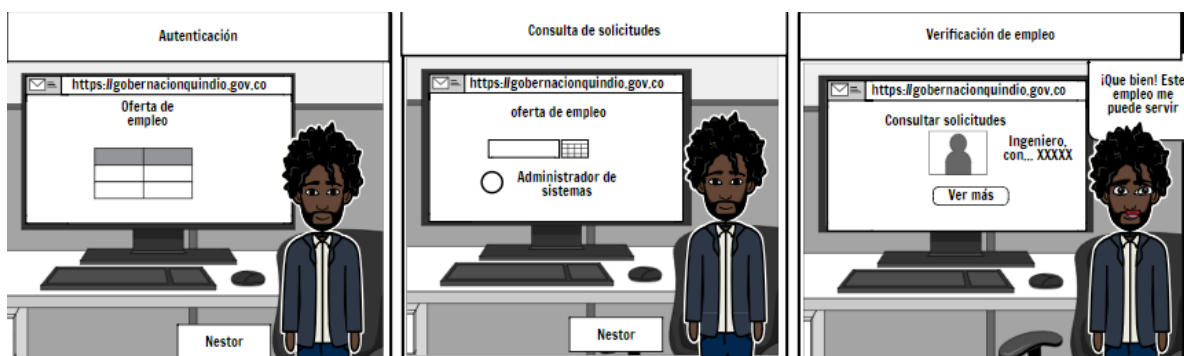 Autenticación
https://gobernacionquindio.gov.co
Oferta de
empleo
Nestor
Consulta de solicitudes
https://gobernacionquindio.gov.co
oferta de empleo
Administrador de
sistemas
Nestor
Verificación de empleo
https://gobernacionquindio.gov.co
Consultar solicitudes
Ingeniero,
con... XXXXX
Ver más
¡Que bien! Este
empleo me
puede servir